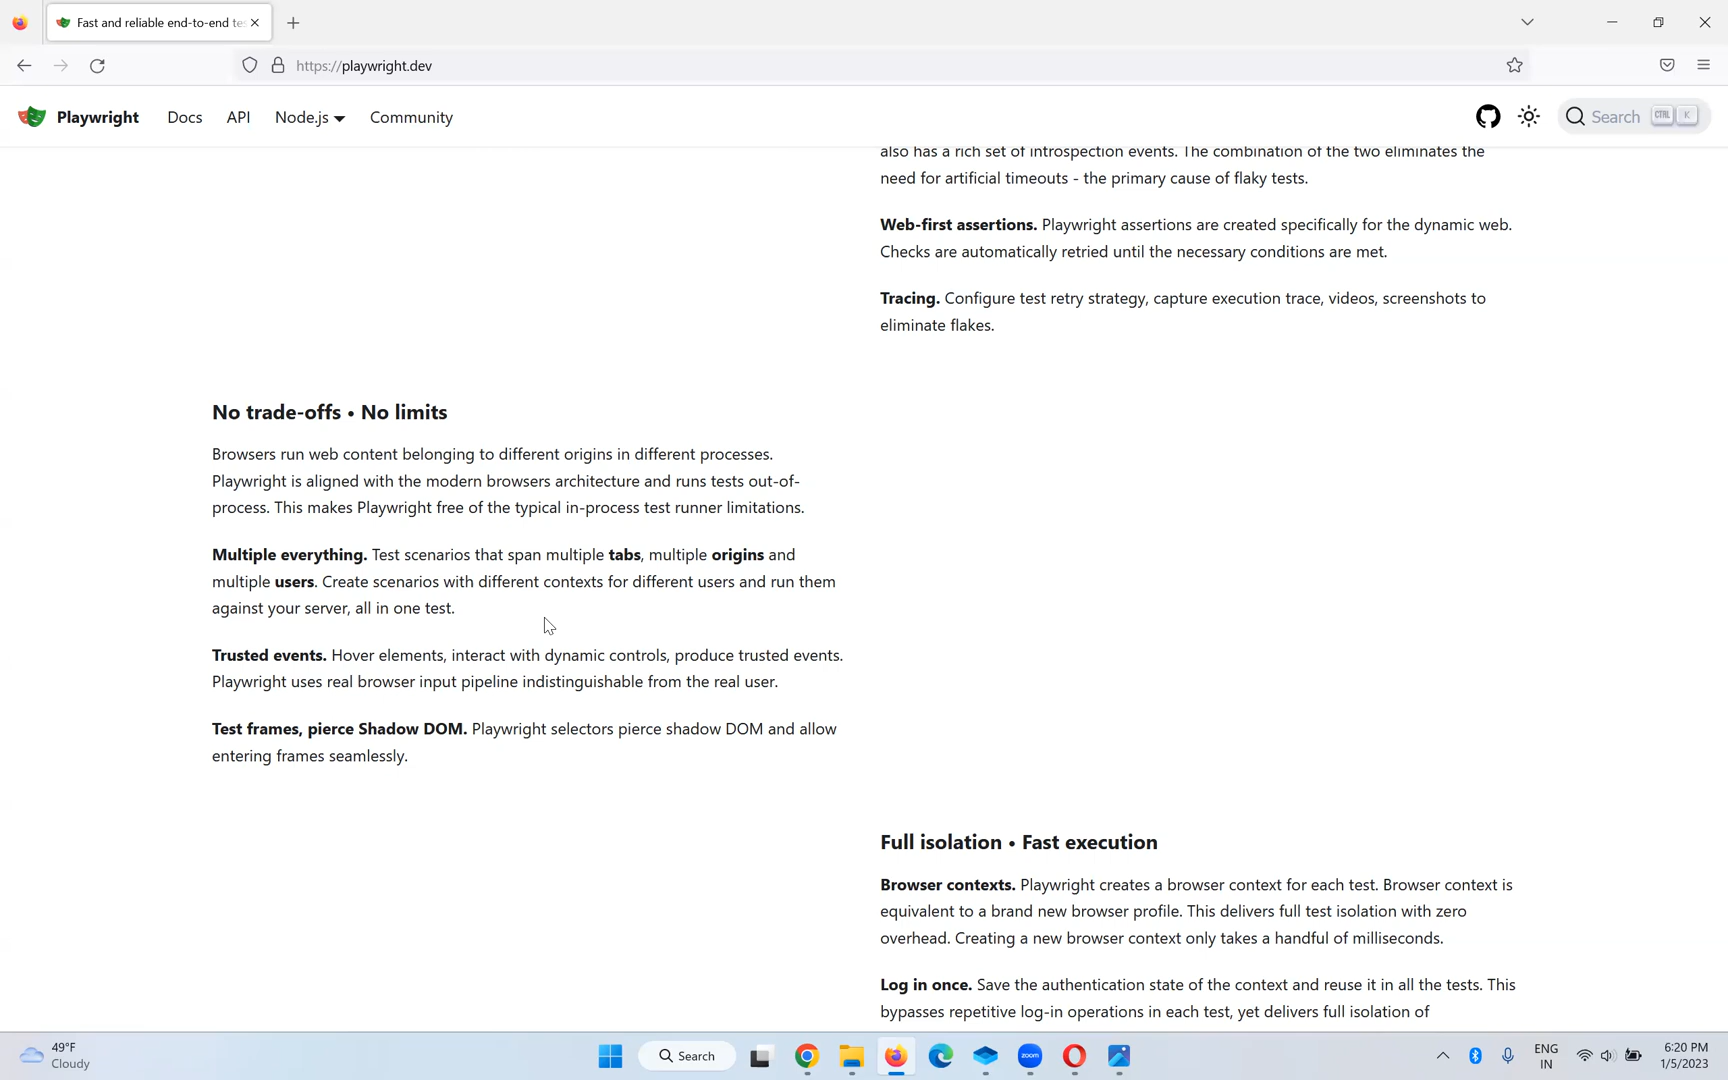 Fast and reliable end-to-end te
https://playwright.dev
Playwright
Docs
API
Node.js
Community
Search
CTRL
K
also has a rich set of introspection events. The combination of the two eliminates the
need for artificial timeouts - the primary cause of flaky tests.
Web-first assertions. Playwright assertions are created specifically for the dynamic web.
Checks are automatically retried until the necessary conditions are met.
Tracing. Configure test retry strategy, capture execution trace, videos, screenshots to
eliminate flakes.
No trade-offs • No limits
Browsers run web content belonging to different origins in different processes.
Playwright is aligned with the modern browsers architecture and runs tests out-of-
process. This makes Playwright free of the typical in-process test runner limitations.
Multiple everything. Test scenarios that span multiple tabs, multiple origins and
multiple users. Create scenarios with different contexts for different users and run them
against your server, all in one test.
Trusted events. Hover elements, interact with dynamic controls, produce trusted events.
Playwright uses real browser input pipeline indistinguishable from the real user.
Test frames, pierce Shadow DOM. Playwright selectors pierce shadow DOM and allow
entering frames seamlessly.
Full isolation • Fast execution
Browser contexts. Playwright creates a browser context for each test. Browser context is
equivalent to a brand new browser profile. This delivers full test isolation with zero
overhead. Creating a new browser context only takes a handful of milliseconds.
Log in once. Save the authentication state of the context and reuse it in all the tests. This
bypasses repetitive log-in operations in each test, yet delivers full isolation of
49°F
Cloudy
Search
zoom
ENG
IN
6:20 PM
1/5/2023